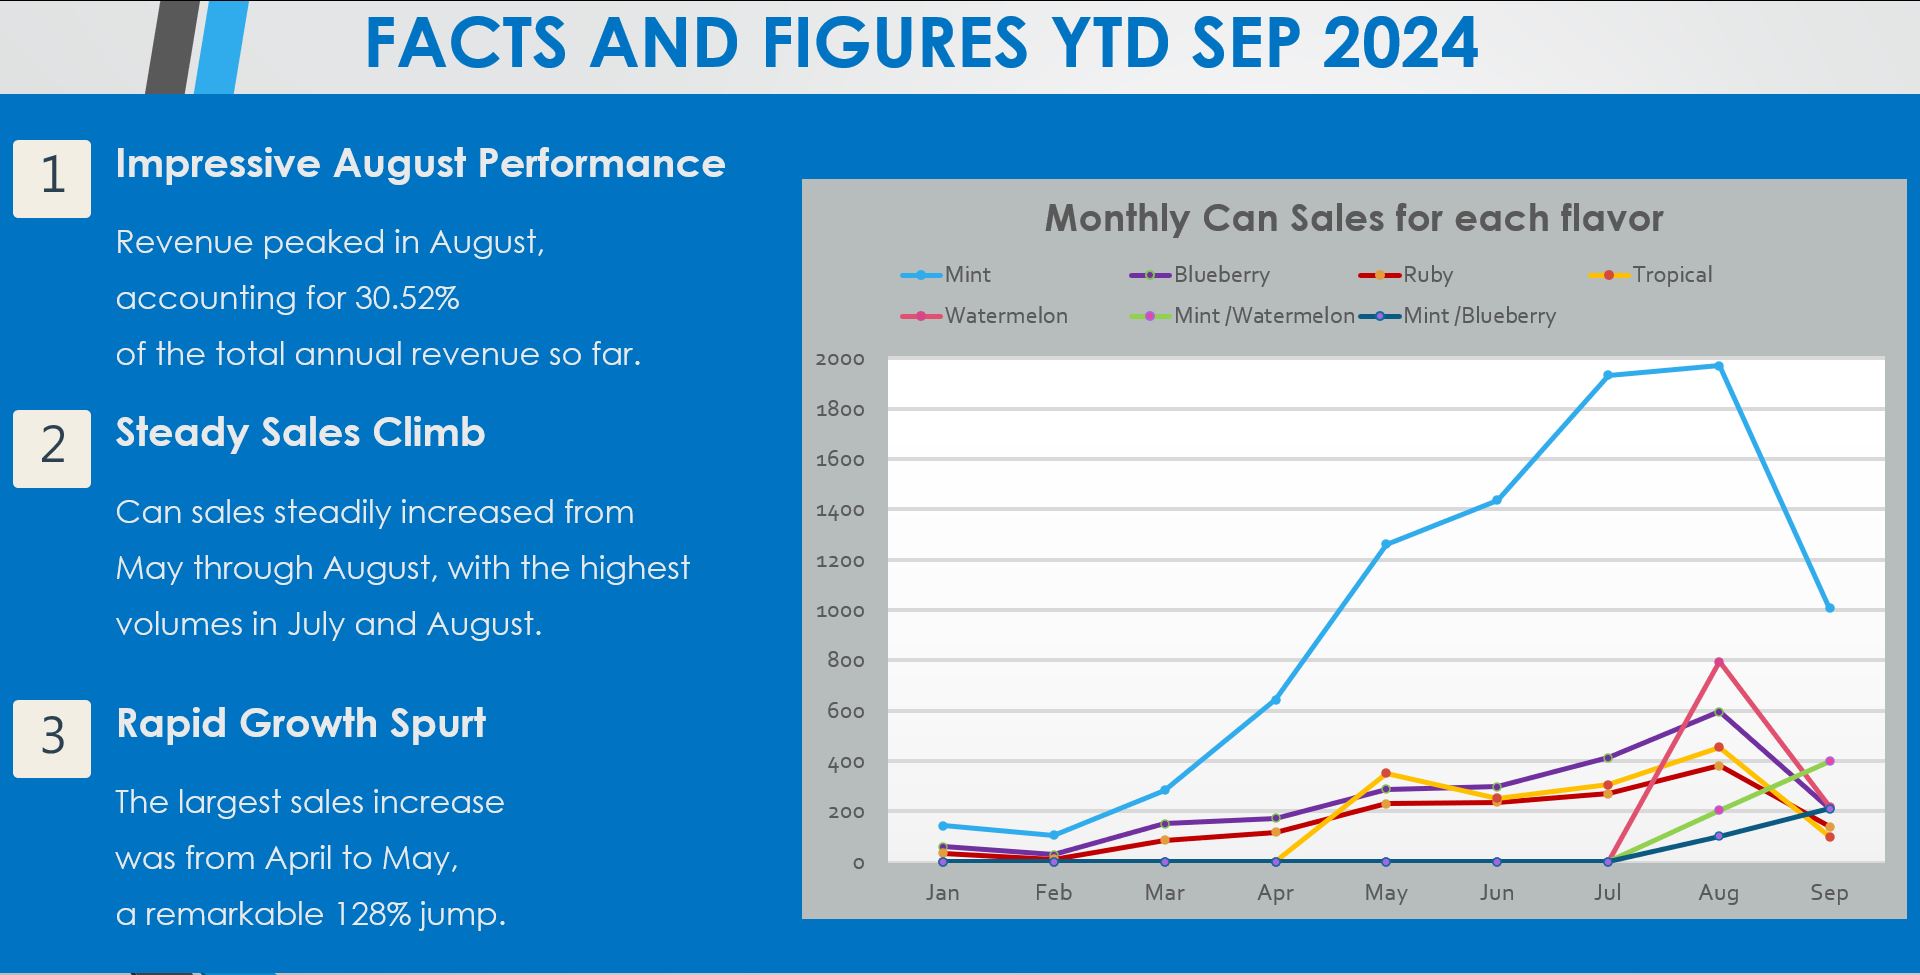 FACTS AND FIGURES YTD SEP 2024
1
Impressive August Performance
Revenue peaked in August,
accounting for 30.52%
of the total annual revenue so far.
2
Steady Sales Climb
Can sales steadily increased from
May through August, with the highest
volumes in July and August.
3
Rapid Growth Spurt
The largest sales increase
was from April to May,
a remarkable 128% jump.
Monthly Can Sales for each flavor
Mint Blueberry Ruby Tropical
Watermelon Mint /Watermelon Mint /Blueberry
2000
1800
1600
1400
1200
1000
800
600
400
200
0
Jan Feb Mar Apr May Jun Jul Aug Sep